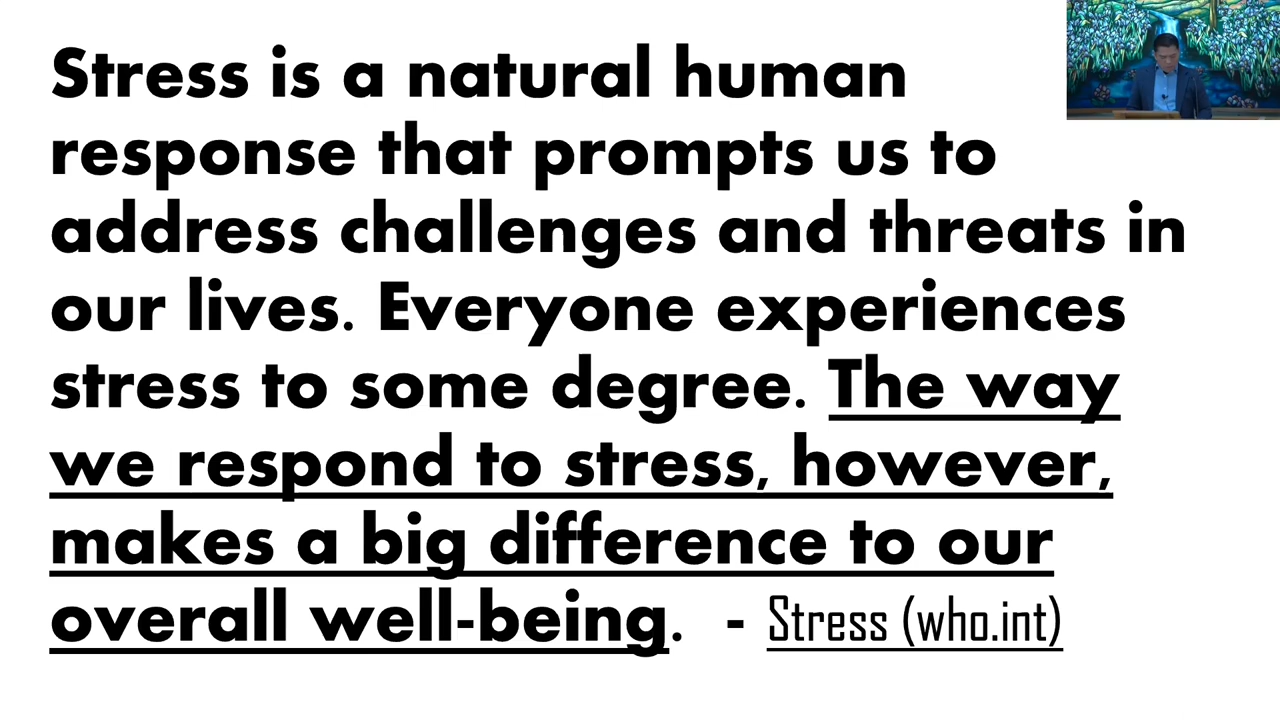 Stress is a natural human
response that prompts us to
address challenges and threats in
our lives. Everyone experiences
stress to some degree. The way
we respond to stress, however,
makes a big difference to our
overall well-being. - Stress (who.int)